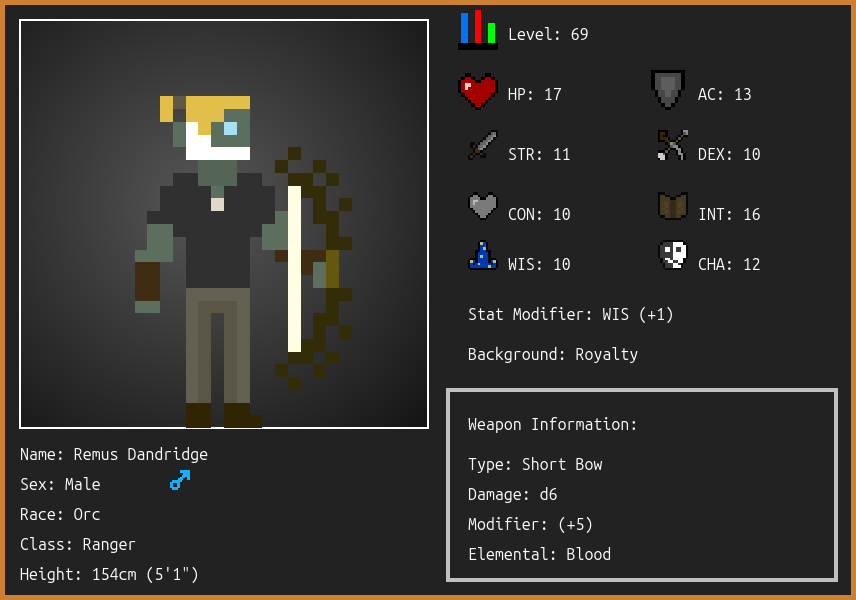 Level: 69
HP: 17
AC: 13
STR: 11
DEX: 10
CON: 10
INT: 16
WIS: 10
CHA: 12
Stat Modifier: WIS (+1)
Background: Royalty
Weapon Information:
Type: Short Bow
Damage: d6
Modifier: (+5)
Elemental: Blood
Name: Remus Dandridge
Sex: Male
Race: Orc
Class: Ranger
Height: 154cm (5'1")